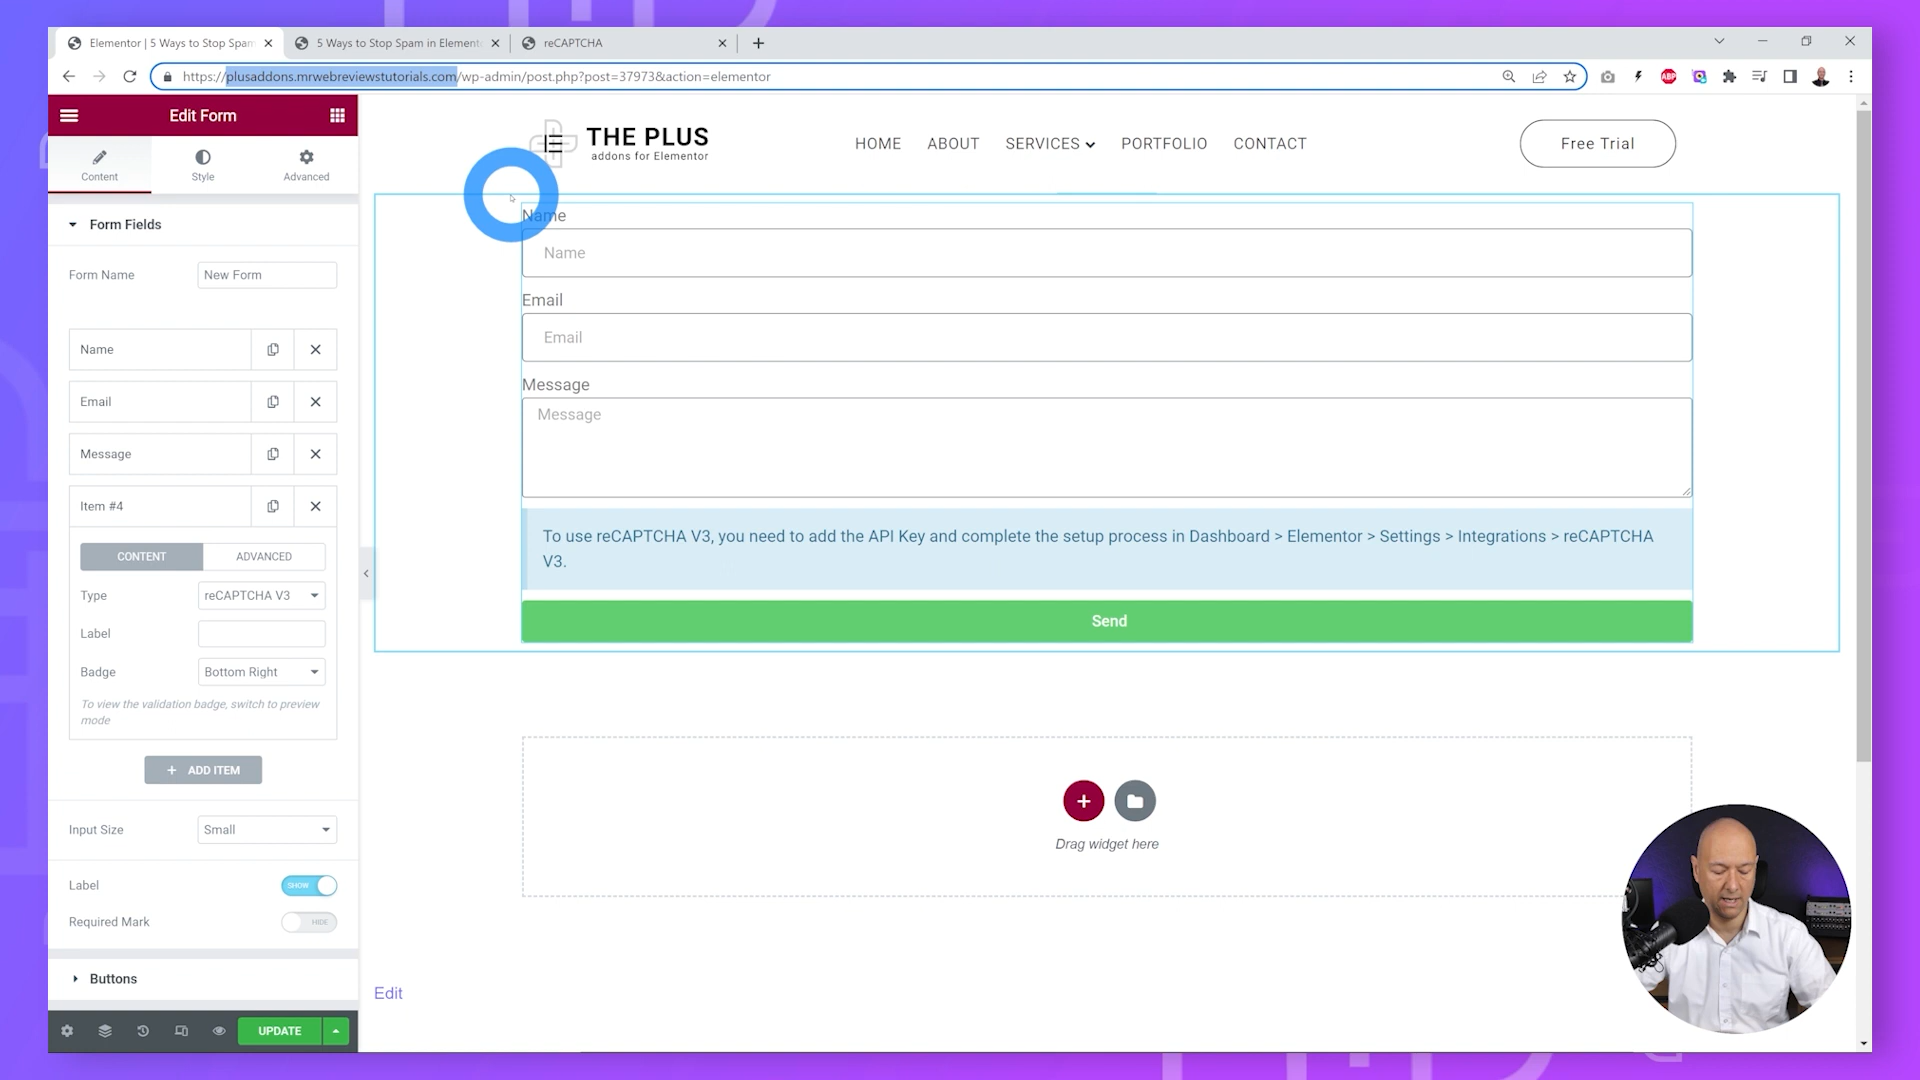 Elementor | 5 Ways to Stop Spam
5 Ways to Stop Spam in Element
reCAPTCHA
https://plusaddons.mrwebreviewstutorials.com/wp-admin/post.php?post=37973&action=elementor
ABP
Edit Form
Content
Style
Advanced
Form Fields
Form Name
New Form
Name
Email
Message
Item #4
CONTENT
ADVANCED
Type
reCAPTCHA V3
Label
Badge
Bottom Right
To view the validation badge, switch to preview
mode
+ ADD ITEM
Input Size
Small
Label
SHOW
Required Mark
HIDE
Buttons
UPDATE
THE PLUS
addons for Elementor
HOME
ABOUT
SERVICES
PORTFOLIO
CONTACT
Free Trial
Name
Name
Email
Email
Message
Message
To use reCAPTCHA V3, you need to add the API Key and complete the setup process in Dashboard > Elementor > Settings > Integrations > reCAPTCHA
V3.
Send
Drag widget here
Edit